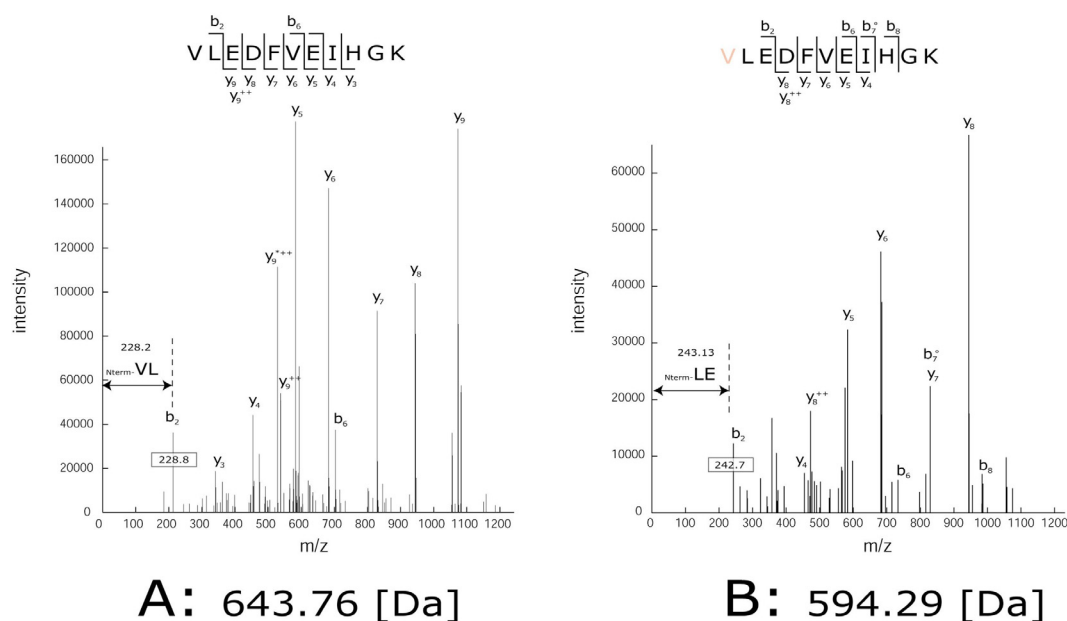 b2 b6
VLEDFVEIHGK
y9 y8 y7 y6 y5 y4 y3
y9++
intensity
160000
140000
120000
100000
80000
60000
40000
20000
0
228.2
Nterm-VL
b2
228.8
y3
y4
y9*++
y9++
y5
y6
b6
y7
y8
y9
0 100 200 300 400 500 600 700 800 900 1000 1100 1200
m/z
A: 643.76 [Da]
b2 b6 b7° b8
VLEDFVEIHGK
y8 y7 y6 y5 y4
y8++
intensity
60000
50000
40000
30000
20000
10000
0
243.13
Nterm-LE
b2
242.7
y4
y8++
y5
y6
b6
b7°
y7
y8
b8
0 100 200 300 400 500 600 700 800 900 1000 1100 1200
m/z
B: 594.29 [Da]